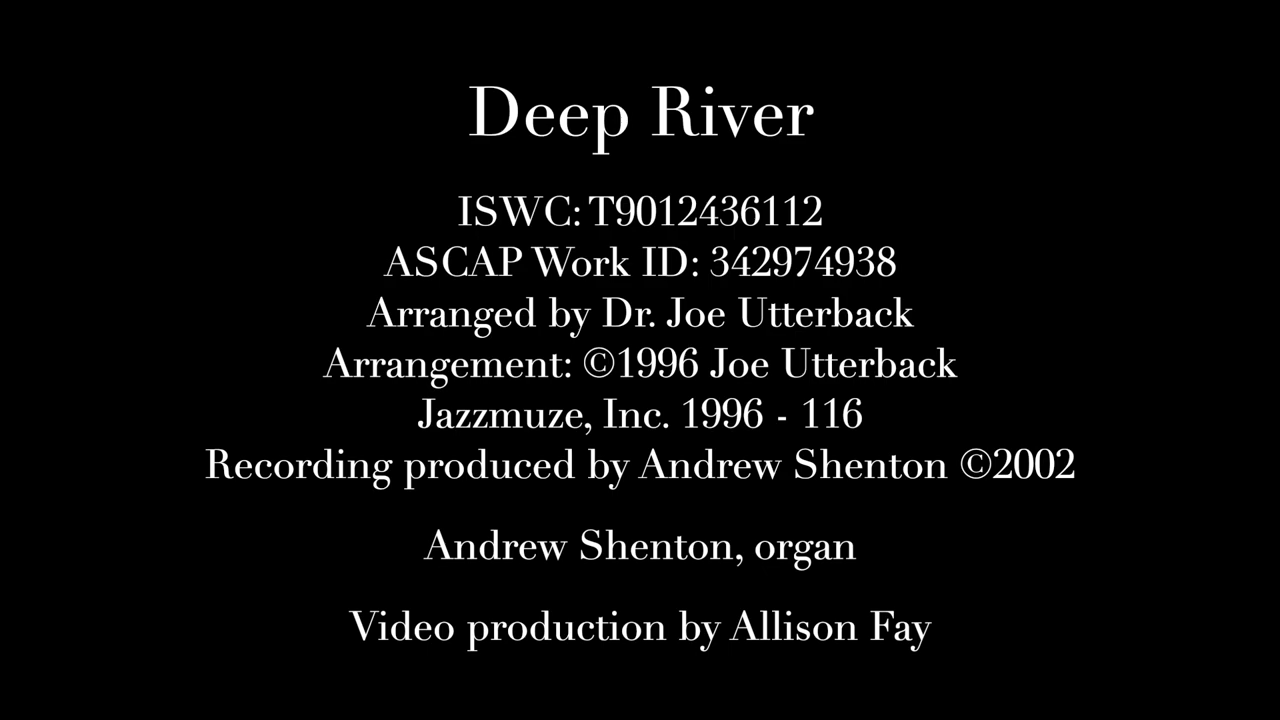 Deep River
ISWC: T9012436112
ASCAP Work ID: 342974938
Arranged by Dr. Joe Utterback
Arrangement: ©1996 Joe Utterback
Jazzmuze, Inc. 1996 - 116
Recording produced by Andrew Shenton ©2002
Andrew Shenton, organ
Video production by Allison Fay